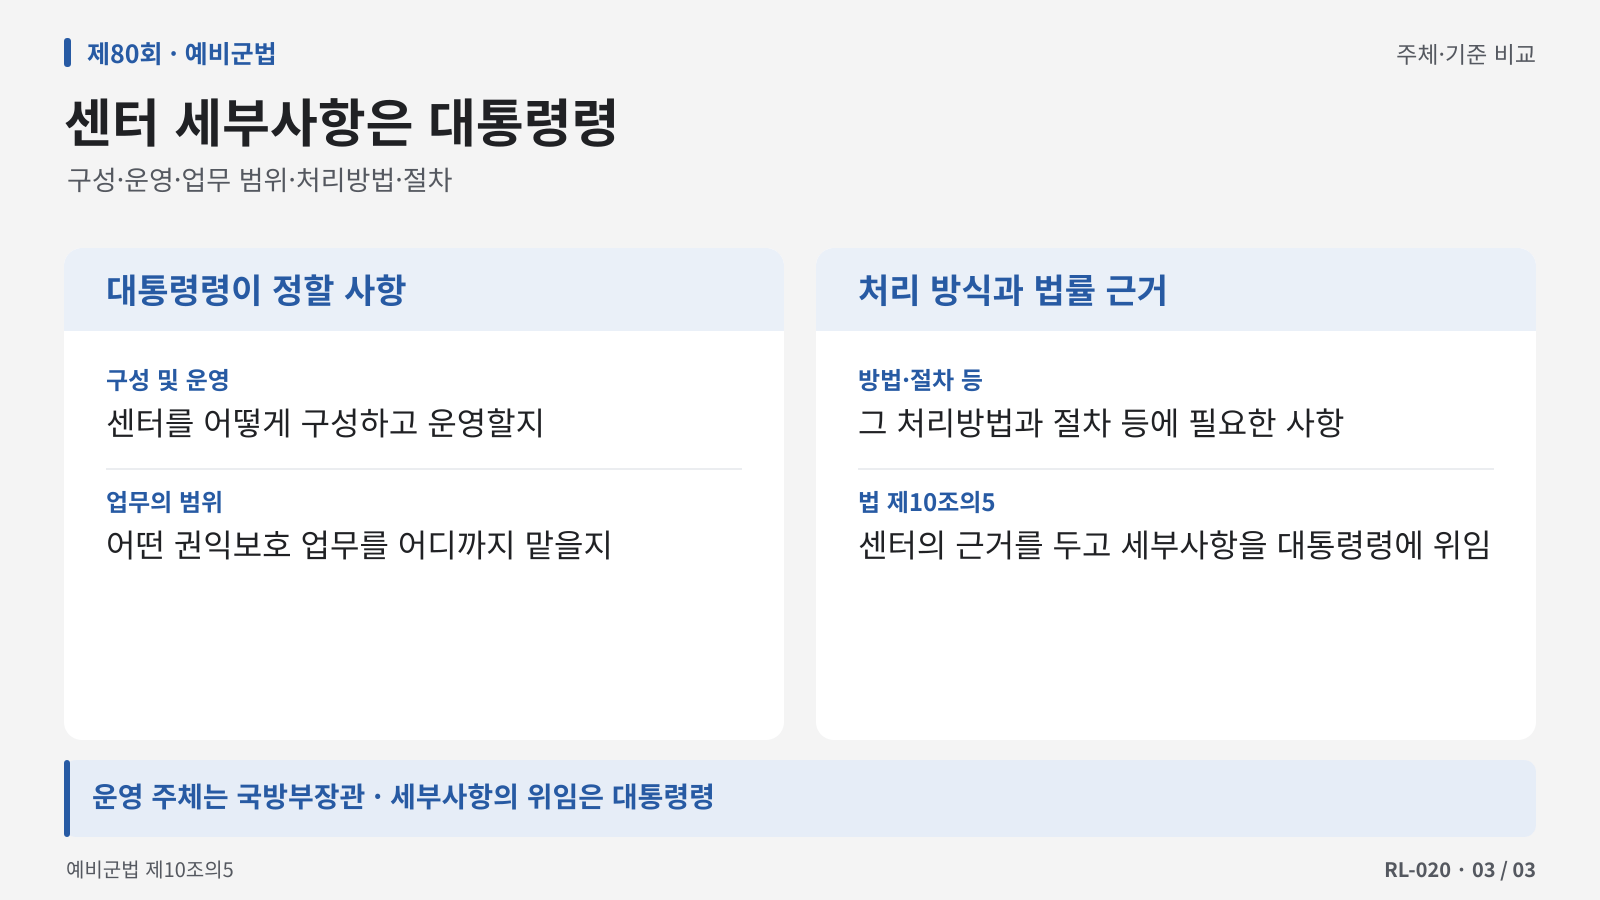 제80회 · 예비군법
주체·기준 비교
센터 세부사항은 대통령령
구성·운영·업무 범위·처리방법·절차
대통령령이 정할 사항
구성 및 운영
센터를 어떻게 구성하고 운영할지
업무의 범위
어떤 권익보호 업무를 어디까지 맡을지
처리 방식과 법률 근거
방법·절차 등
그 처리방법과 절차 등에 필요한 사항
법 제10조의5
센터의 근거를 두고 세부사항을 대통령령에 위임
운영 주체는 국방부장관 · 세부사항의 위임은 대통령령
예비군법 제10조의5
RL-020 · 03 / 03